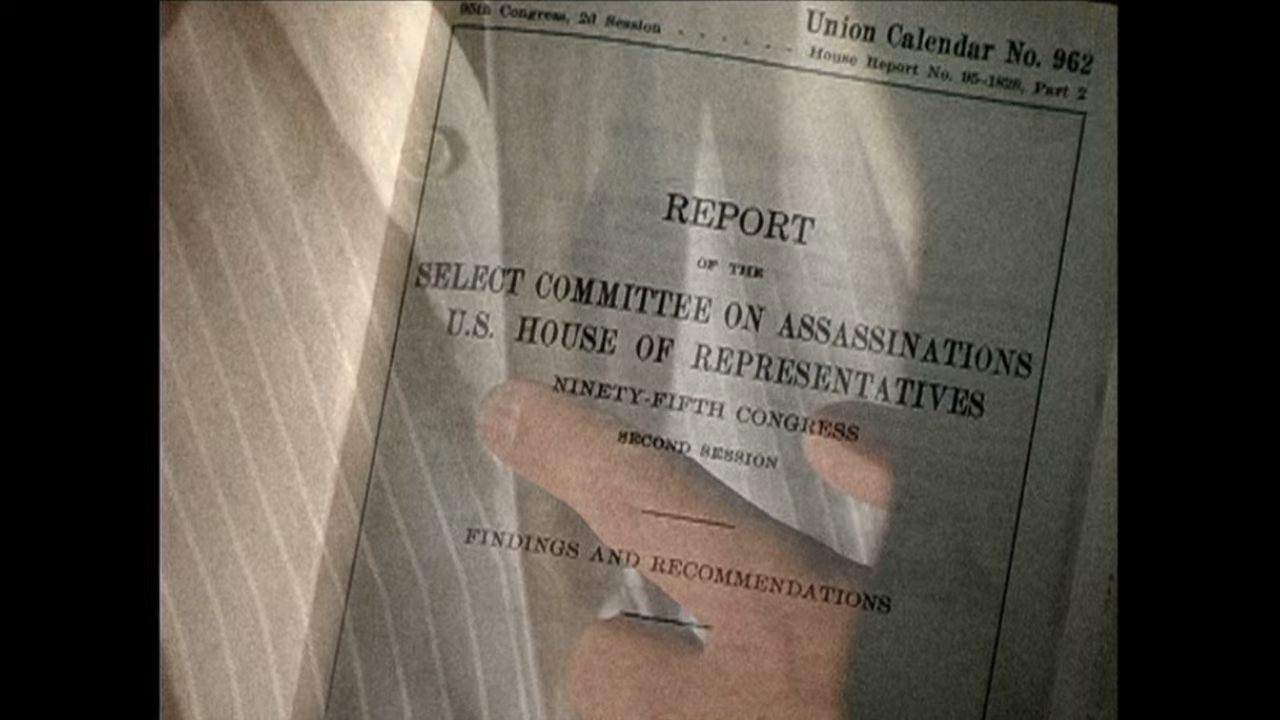 95th Congress, 2d Session . . . . . . Union Calendar No. 962
House Report No. 95-1828, Part 2
REPORT
OF THE
SELECT COMMITTEE ON ASSASSINATIONS
U.S. HOUSE OF REPRESENTATIVES
NINETY-FIFTH CONGRESS
SECOND SESSION
FINDINGS AND RECOMMENDATIONS